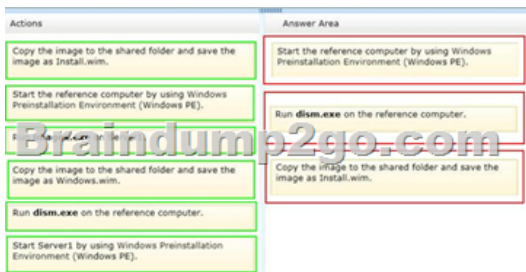 Actions
Answer Area
Copy the image to the shared folder and save the
image as Install.wim.
Start the reference computer by using Windows
Preinstallation Environment (Windows PE).
Copy the image to the shared folder and save the
image as Windows.wim.
Run dism.exe on the reference computer.
Start Server1 by using Windows Preinstallation
Environment (Windows PE).
Start the reference computer by using Windows
Preinstallation Environment (Windows PE).
Run dism.exe on the reference computer.
Copy the image to the shared folder and save the
image as Install.wim.
Braindump2go.com